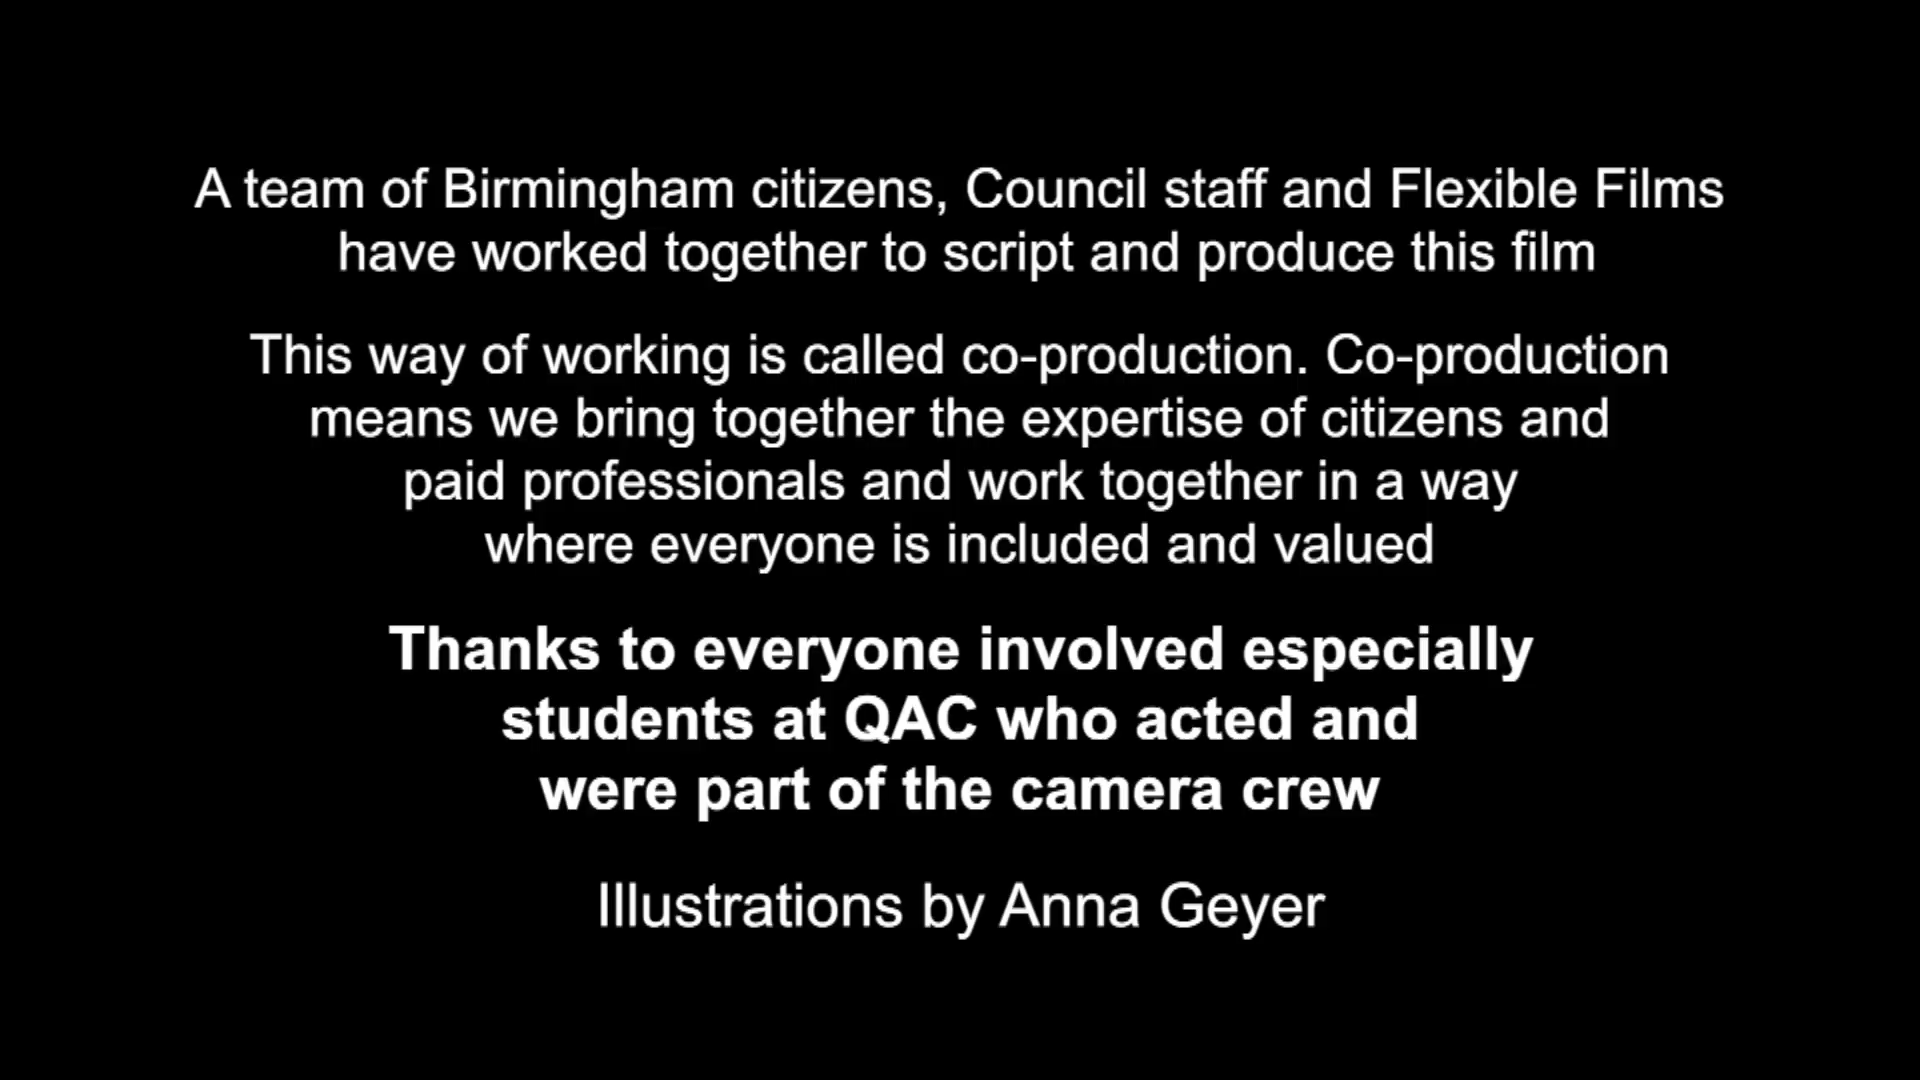 A team of Birmingham citizens, Council staff and Flexible Films
have worked together to script and produce this film
This way of working is called co-production. Co-production
means we bring together the expertise of citizens and
paid professionals and work together in a way
where everyone is included and valued
Thanks to everyone involved especially
students at QAC who acted and
were part of the camera crew
Illustrations by Anna Geyer